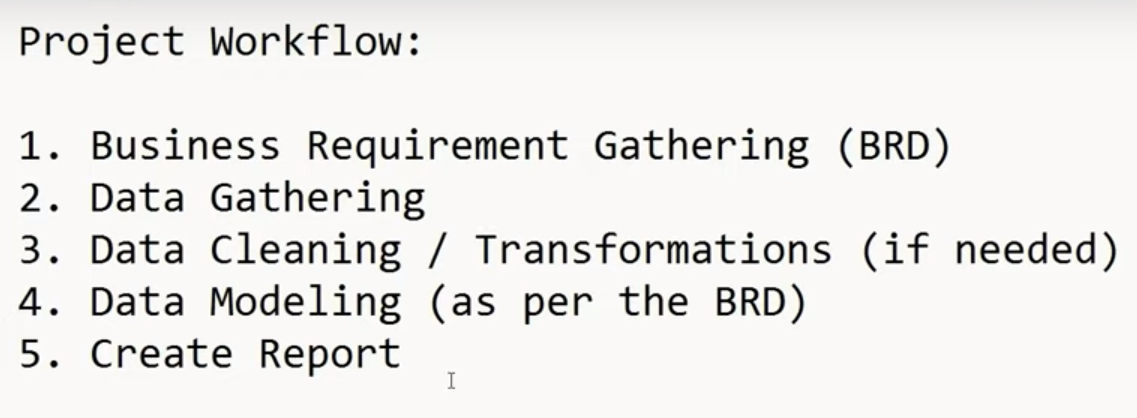 Project Workflow:
1. Business Requirement Gathering (BRD)
2. Data Gathering
3. Data Cleaning / Transformations (if needed)
4. Data Modeling (as per the BRD)
5. Create Report